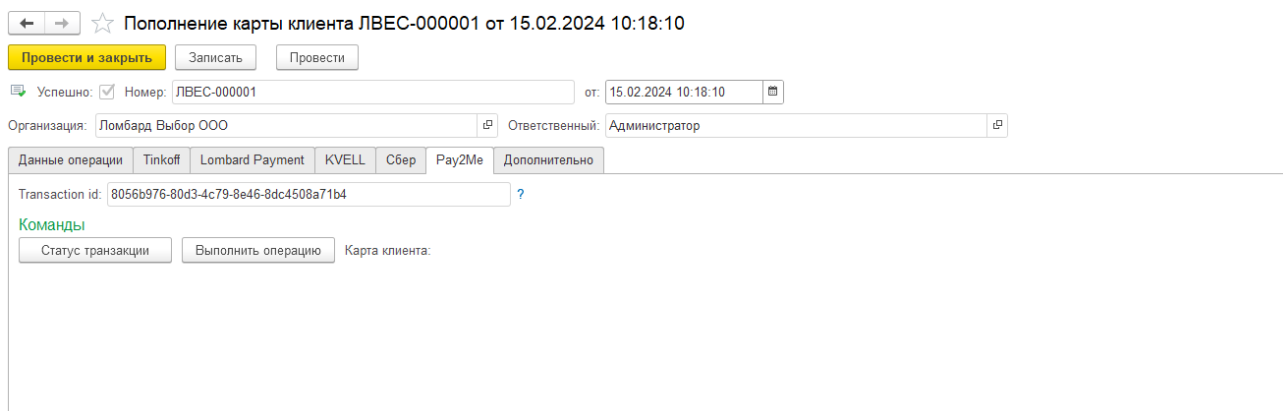 Пополнение карты клиента ЛВЕС-000001 от 15.02.2024 10:18:10
Провести и закрыть Записать Провести
Успешно: Номер: ЛВЕС-000001 от: 15.02.2024 10:18:10
Организация: Ломбард Выбор ООО Ответственный: Администратор
Данные операции Tinkoff Lombard Payment KVELL Сбер Pay2Me Дополнительно
Transaction id: 8056b976-80d3-4c79-8e46-8dc4508a71b4 ?
Команды
Статус транзакции Выполнить операцию Карта клиента: